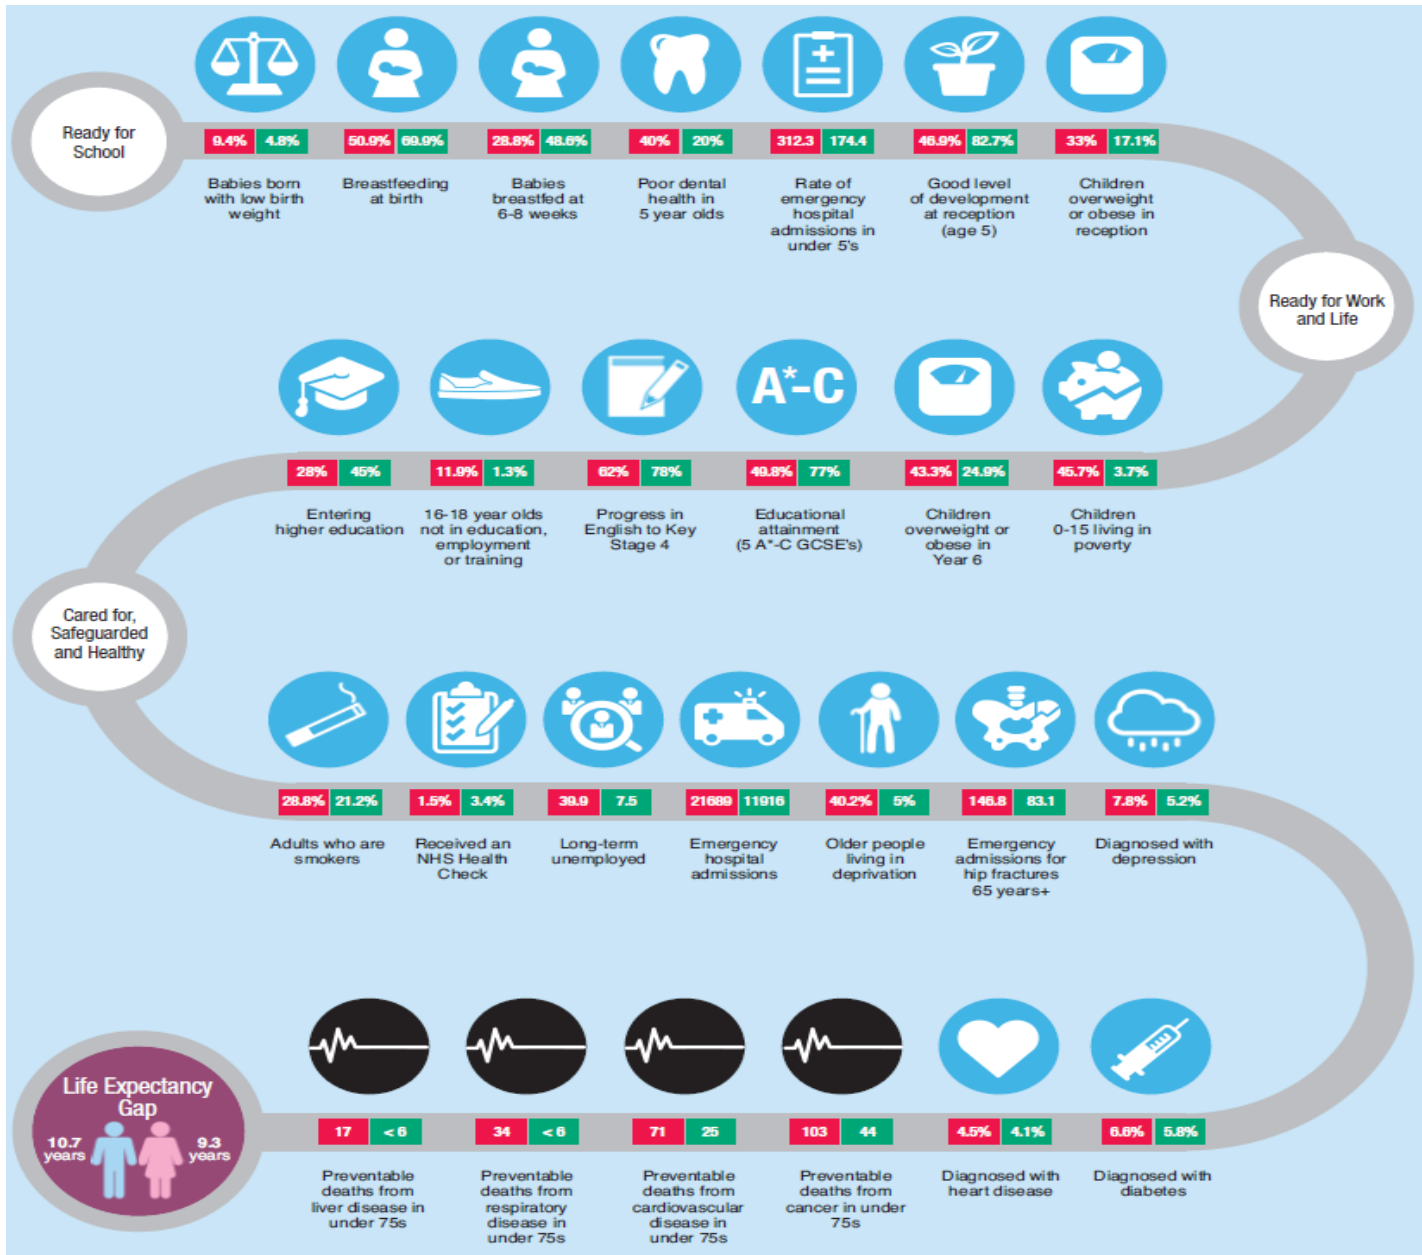 Ready for
School
9.4% 4.8%
Babies born
with low birth
weight
50.9% 69.9%
Breastfeeding
at birth
28.8% 48.6%
Babies
breastfed at
6-8 weeks
40% 20%
Poor dental
health in
5 year olds
312.3 174.4
Rate of
emergency
hospital
admissions in
under 5's
46.9% 82.7%
Good level
of development
at reception
(age 5)
33% 17.1%
Children
overweight
or obese in
reception
Ready for Work
and Life
28% 45%
Entering
higher education
11.9% 1.3%
16-18 year olds
not in education,
employment
or training
62% 78%
Progress in
English to Key
Stage 4
A*-C
49.8% 77%
Educational
attainment
(5 A*-C GCSE's)
43.3% 24.9%
Children
overweight or
obese in
Year 6
45.7% 3.7%
Children
0-15 living in
poverty
Cared for,
Safeguarded
and Healthy
28.8% 21.2%
Adults who are
smokers
1.5% 3.4%
Received an
NHS Health
Check
39.9 7.5
Long-term
unemployed
21689 11916
Emergency
hospital
admissions
40.2% 5%
Older people
living in
deprivation
146.8 83.1
Emergency
admissions for
hip fractures
65 years+
7.8% 5.2%
Diagnosed with
depression
Life Expectancy
Gap
10.7
years
9.3
years
17 < 6
Preventable
deaths from
liver disease in
under 75s
34 < 6
Preventable
deaths from
respiratory
disease in
under 75s
71 25
Preventable
deaths from
cardiovascular
disease in
under 75s
103 44
Preventable
deaths from
cancer in under
75s
4.5% 4.1%
Diagnosed with
heart disease
6.6% 5.8%
Diagnosed with
diabetes